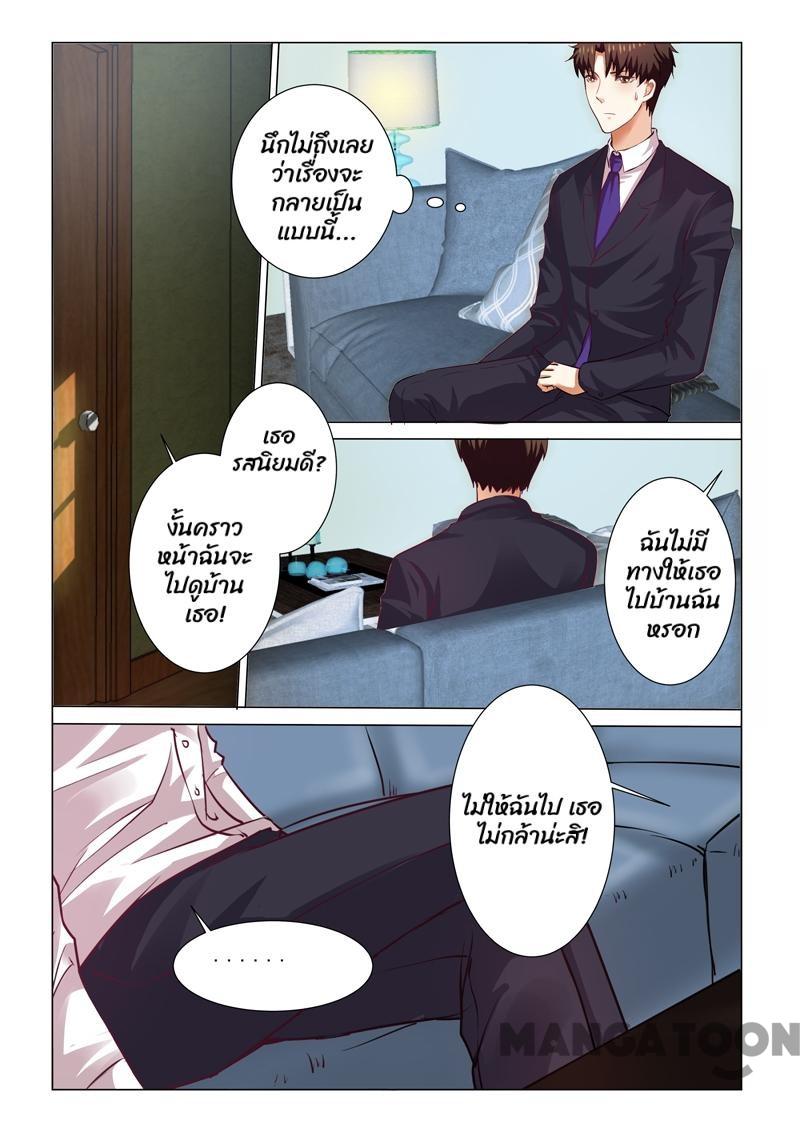 นึกไม่ถึงเลย
ว่าเรื่องจะ
กลายเป็น
แบบนี้...
เธอ
รสนิยมดี?
งั้นคราว
หน้าฉันจะ
ไปดูบ้าน
เธอ!
ฉันไม่มี
ทางให้เธอ
ไปบ้านฉัน
หรอก
ไม่ให้ฉันไป เธอ
ไม่กล้าน่ะสิ!
......
MANGATOON